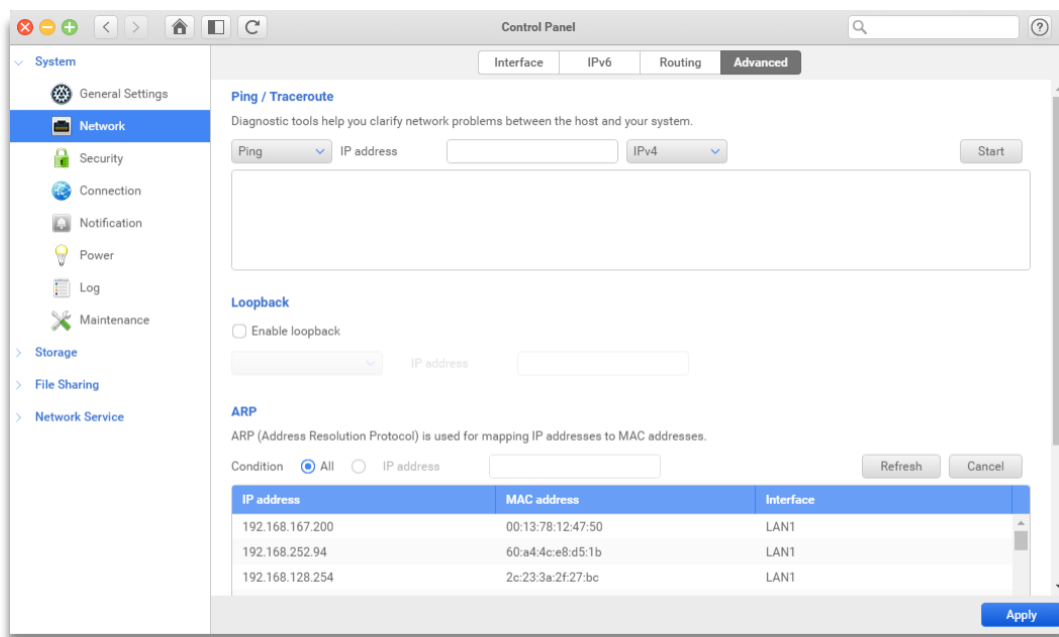 Control Panel
System
General Settings
Network
Security
Connection
Notification
Power
Log
Maintenance
Storage
File Sharing
Network Service
Interface IPv6 Routing Advanced
Ping / Traceroute
Diagnostic tools help you clarify network problems between the host and your system.
Ping IP address IPv4 Start
Loopback
Enable loopback
IP address
ARP
ARP (Address Resolution Protocol) is used for mapping IP addresses to MAC addresses.
Condition All IP address Refresh Cancel
IP address MAC address Interface
192.168.167.200 00:13:78:12:47:50 LAN1
192.168.252.94 60:a4:4c:e8:d5:1b LAN1
192.168.128.254 2c:23:3a:2f:27:bc LAN1
Apply